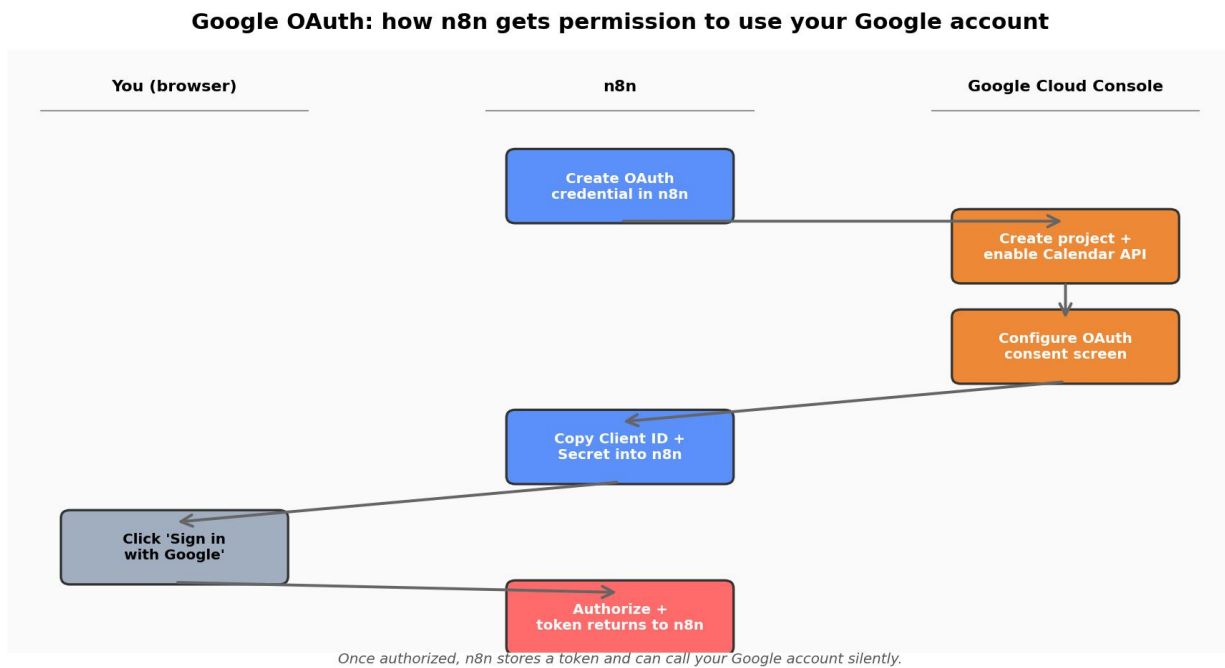 Google OAuth: how n8n gets permission to use your Google account
You (browser)
n8n
Google Cloud Console
Create OAuth
credential in n8n
Create project +
enable Calendar API
Configure OAuth
consent screen
Copy Client ID +
Secret into n8n
Click 'Sign in
with Google'
Authorize +
token returns to n8n
Once authorized, n8n stores a token and can call your Google account silently.